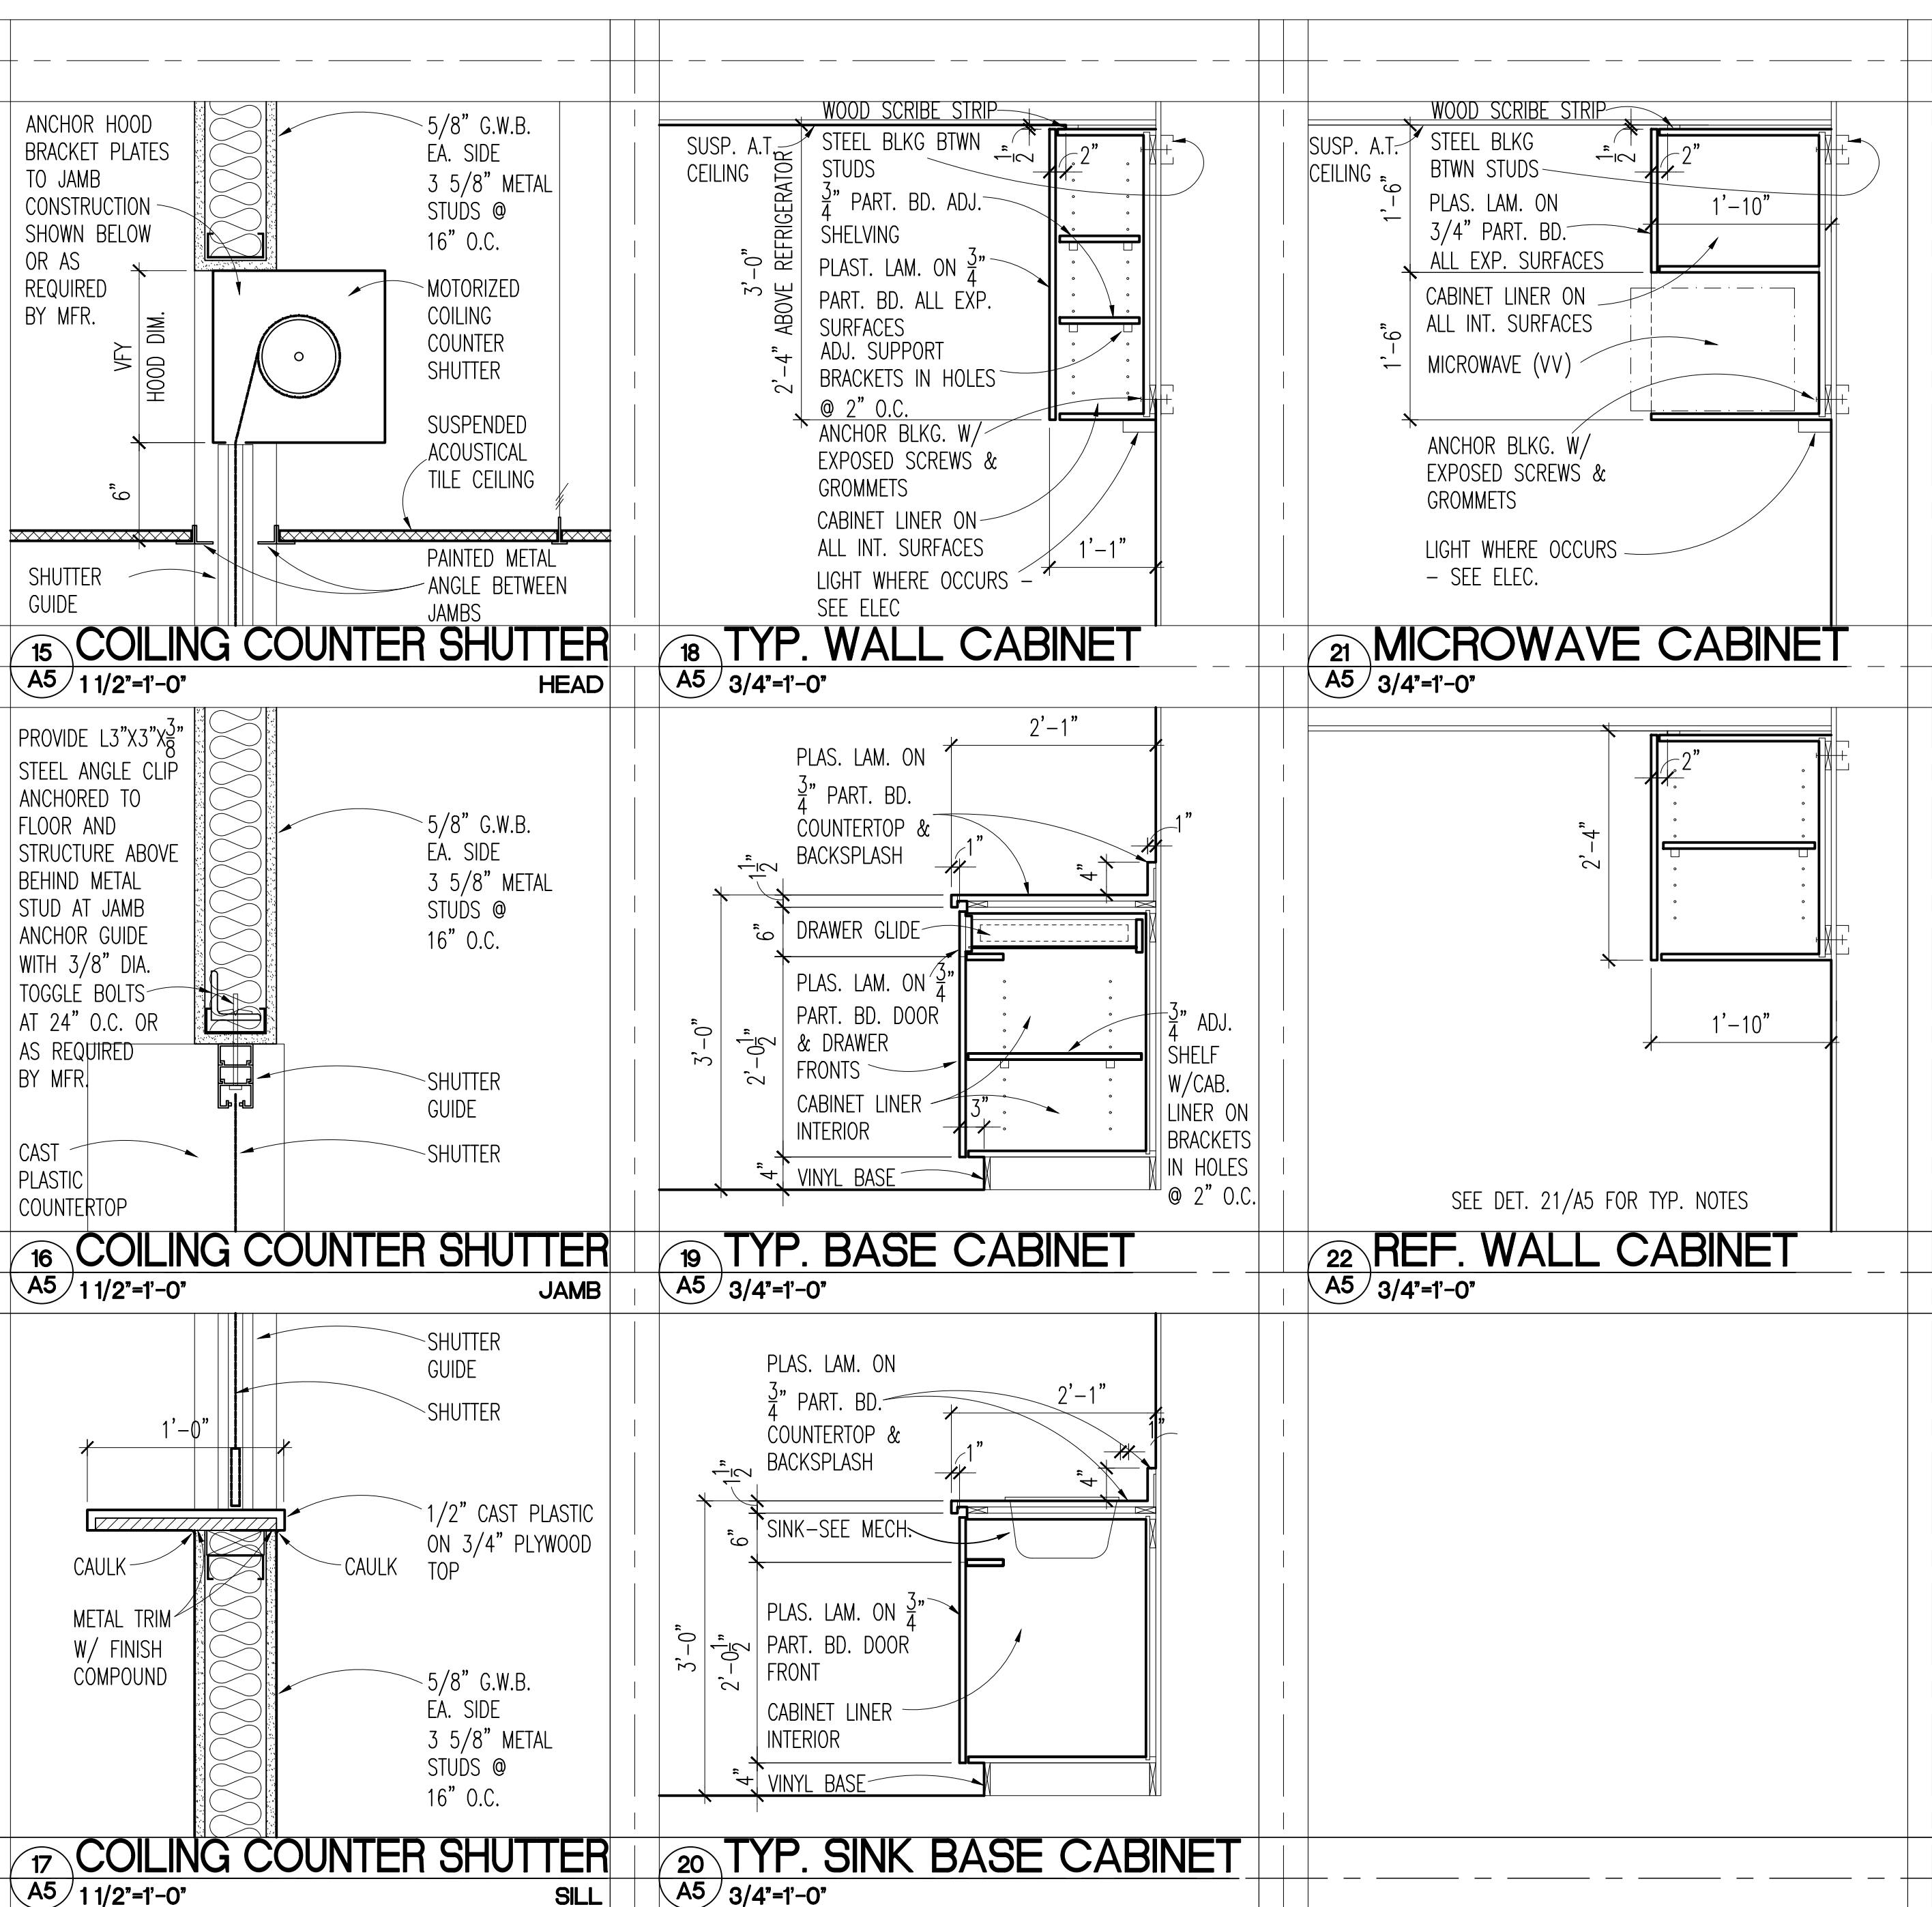 ANCHOR HOOD
BRACKET PLATES
TO JAMB
CONSTRUCTION
SHOWN BELOW
OR AS
REQUIRED
BY MFR.
VFY
HOOD DIM.
6"
5/8" G.W.B.
EA. SIDE
3 5/8" METAL
STUDS @
16" O.C.
MOTORIZED
COILING
COUNTER
SHUTTER
SUSPENDED
ACOUSTICAL
TILE CEILING
PAINTED METAL
ANGLE BETWEEN
JAMBS
SHUTTER
GUIDE
15
A5
COILING COUNTER SHUTTER
1 1/2"=1'-0"
HEAD
WOOD SCRIBE STRIP
SUSP. A.T.
CEILING
STEEL BLKG BTWN
STUDS
3/4" PART. BD. ADJ.
SHELVING
PLAST. LAM. ON 3/4"
PART. BD. ALL EXP.
SURFACES
ADJ. SUPPORT
BRACKETS IN HOLES
@ 2" O.C.
ANCHOR BLKG. W/
EXPOSED SCREWS &
GROMMETS
CABINET LINER ON
ALL INT. SURFACES
LIGHT WHERE OCCURS –
SEE ELEC
3'-0"
2'-4" ABOVE REFRIGERATOR
1/2"
2"
1'-1"
18
A5
TYP. WALL CABINET
3/4"=1'-0"
WOOD SCRIBE STRIP
SUSP. A.T.
CEILING
STEEL BLKG
BTWN STUDS
PLAS. LAM. ON
3/4" PART. BD.
ALL EXP. SURFACES
CABINET LINER ON
ALL INT. SURFACES
MICROWAVE (VV)
ANCHOR BLKG. W/
EXPOSED SCREWS &
GROMMETS
LIGHT WHERE OCCURS
– SEE ELEC.
1'-6"
1'-6"
1/2"
2"
1'-10"
21
A5
MICROWAVE CABINET
3/4"=1'-0"
PROVIDE L3"X3"X3/8"
STEEL ANGLE CLIP
ANCHORED TO
FLOOR AND
STRUCTURE ABOVE
BEHIND METAL
STUD AT JAMB
ANCHOR GUIDE
WITH 3/8" DIA.
TOGGLE BOLTS
AT 24" O.C. OR
AS REQUIRED
BY MFR.
CAST
PLASTIC
COUNTERTOP
5/8" G.W.B.
EA. SIDE
3 5/8" METAL
STUDS @
16" O.C.
SHUTTER
GUIDE
SHUTTER
16
A5
COILING COUNTER SHUTTER
1 1/2"=1'-0"
JAMB
PLAS. LAM. ON
3/4" PART. BD.
COUNTERTOP &
BACKSPLASH
DRAWER GLIDE
PLAS. LAM. ON 3/4"
PART. BD. DOOR
& DRAWER
FRONTS
CABINET LINER
INTERIOR
VINYL BASE
3/4" ADJ.
SHELF
W/CAB.
LINER ON
BRACKETS
IN HOLES
@ 2" O.C.
2'-1"
1"
1"
4"
1 1/2"
6"
3'-0"
2'-0 1/2"
3"
4"
19
A5
TYP. BASE CABINET
3/4"=1'-0"
2"
2'-4"
1'-10"
SEE DET. 21/A5 FOR TYP. NOTES
22
A5
REF. WALL CABINET
3/4"=1'-0"
SHUTTER
GUIDE
SHUTTER
1'-0"
1/2" CAST PLASTIC
ON 3/4" PLYWOOD
TOP
CAULK
CAULK
METAL TRIM
W/ FINISH
COMPOUND
5/8" G.W.B.
EA. SIDE
3 5/8" METAL
STUDS @
16" O.C.
17
A5
COILING COUNTER SHUTTER
1 1/2"=1'-0"
SILL
PLAS. LAM. ON
3/4" PART. BD.
COUNTERTOP &
BACKSPLASH
SINK-SEE MECH.
PLAS. LAM. ON 3/4"
PART. BD. DOOR
FRONT
CABINET LINER
INTERIOR
VINYL BASE
2'-1"
1"
1"
4"
1 1/2"
6"
3'-0"
2'-0 1/2"
4"
20
A5
TYP. SINK BASE CABINET
3/4"=1'-0"